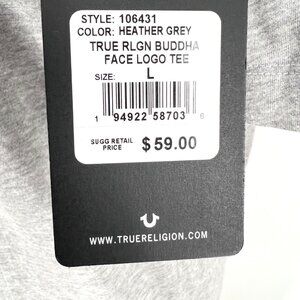 STYLE: 106431
COLOR: HEATHER GREY
TRUE RLGN BUDDHA
FACE LOGO TEE
SIZE: L
1 94922 58703 6
SUGG RETAIL PRICE $59.00
WWW.TRUERELIGION.COM